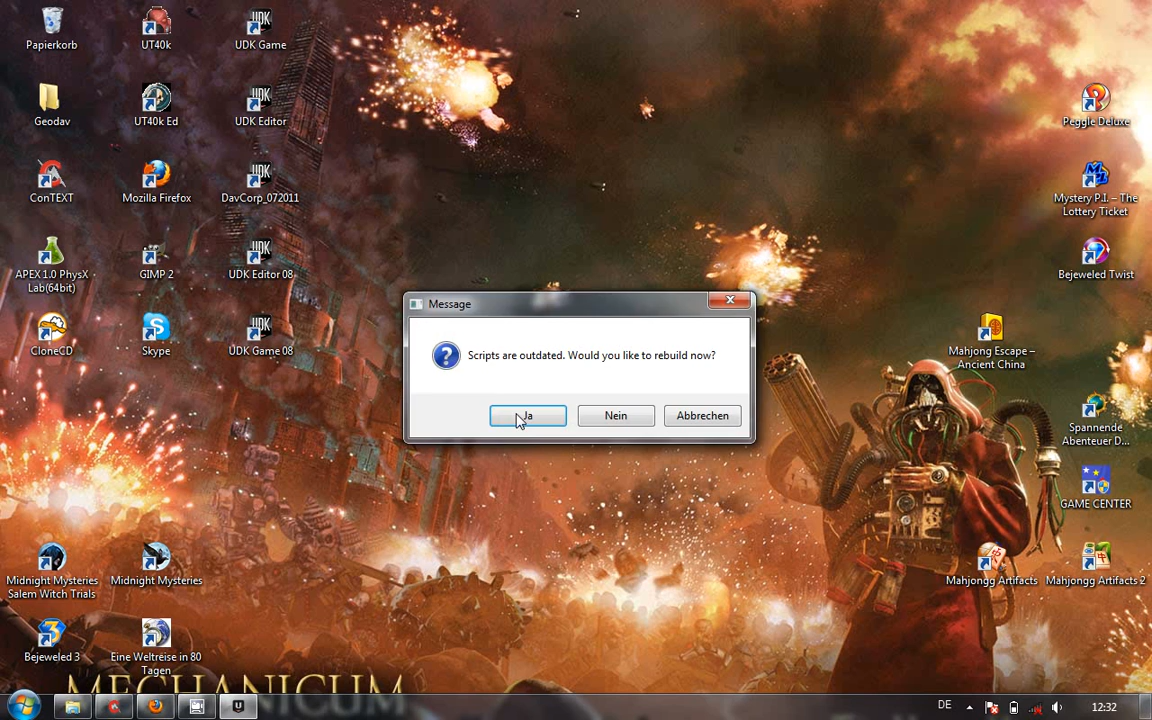 Papierkorb
UT40k
UDK Game
Geodav
UT40k Ed
UDK Editor
Peggle Deluxe
ConTEXT
Mozilla Firefox
DavCorp_072011
Mystery P.I. – The
Lottery Ticket
APEX 1.0 PhysX
Lab(64bit)
GIMP 2
UDK Editor 08
Bejeweled Twist
Message
CloneCD
Skype
UDK Game 08
Scripts are outdated. Would you like to rebuild now?
Mahjong Escape –
Ancient China
Ja
Nein
Abbrechen
Spannende
Abenteuer D...
GAME CENTER
Midnight Mysteries
Salem Witch Trials
Midnight Mysteries
Mahjongg Artifacts
Mahjongg Artifacts 2
Bejeweled 3
Eine Weltreise in 80
Tagen
MECHANICUM
DE
12:32